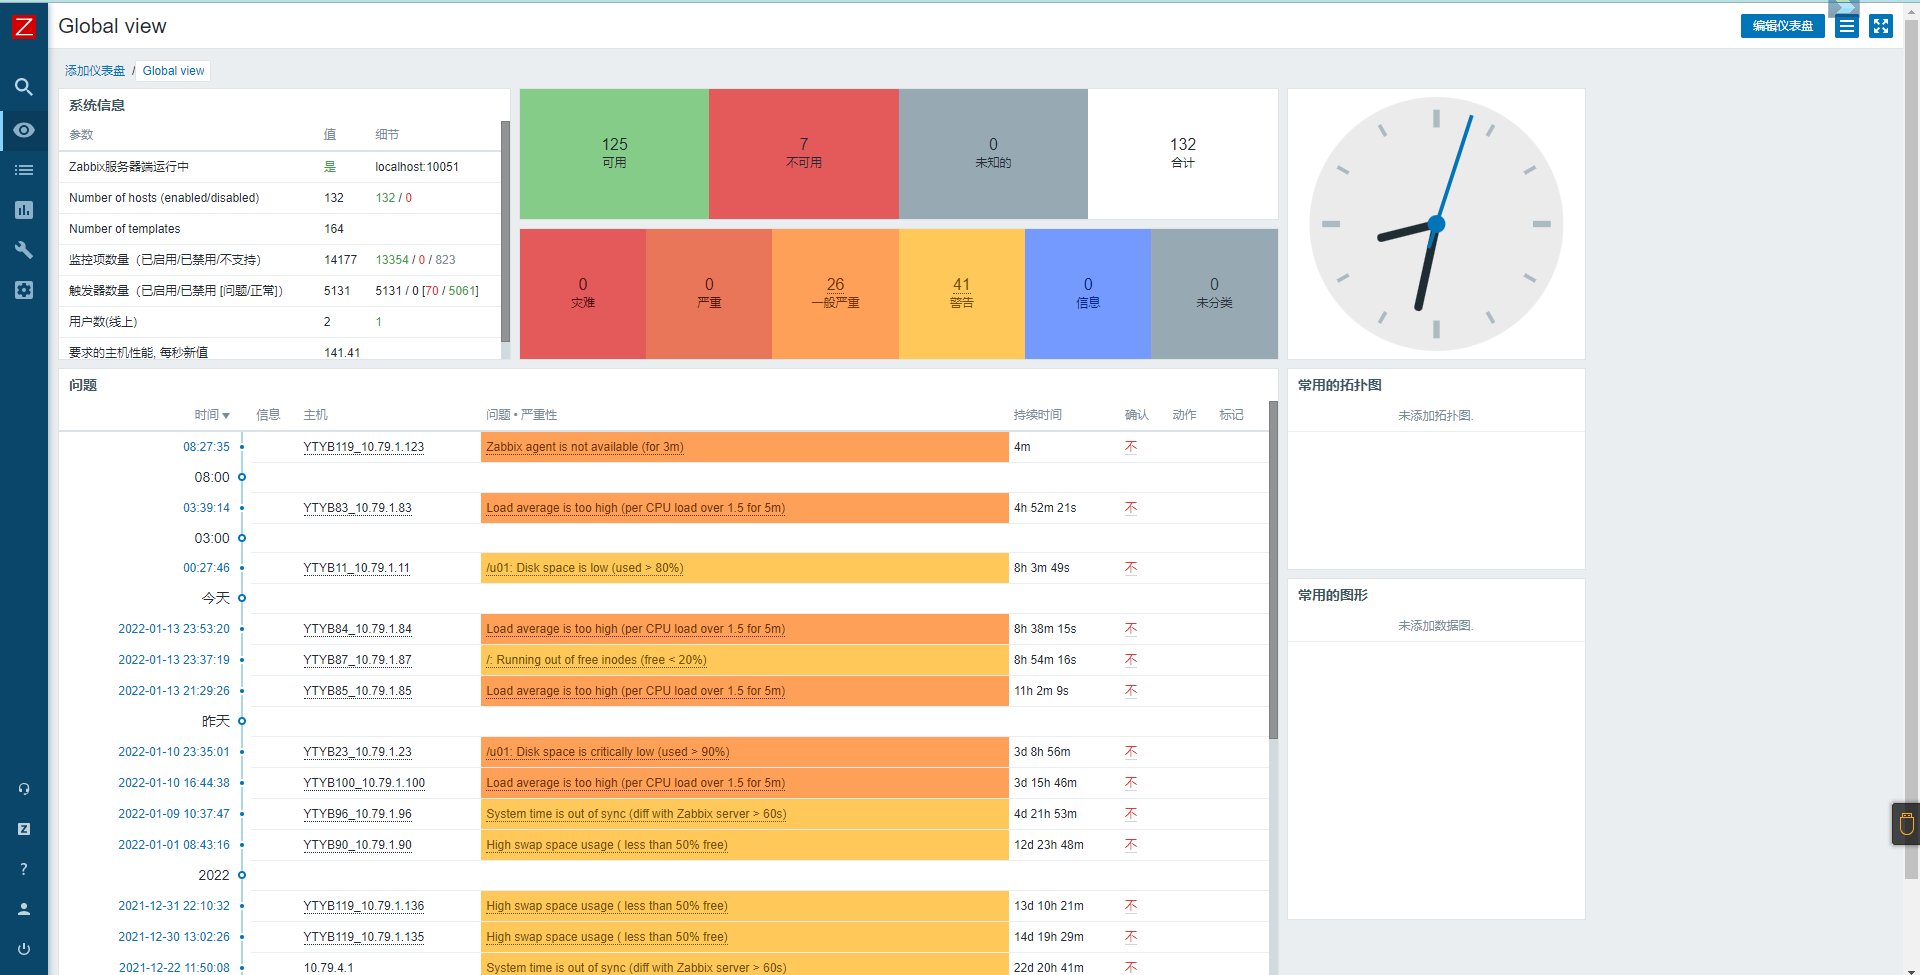 Z
Global view
编辑仪表盘
添加仪表盘 / Global view
系统信息
参数 值 细节
Zabbix服务器端运行中 是 localhost:10051
Number of hosts (enabled/disabled) 132 132 / 0
Number of templates 164
监控项数量（已启用/已禁用/不支持） 14177 13354 / 0 / 823
触发器数量（已启用/已禁用 [问题/正常]） 5131 5131 / 0 [70 / 5061]
用户数(线上) 2 1
要求的主机性能, 每秒新值 141.41
125
可用
7
不可用
0
未知的
132
合计
0
灾难
0
严重
26
一般严重
41
警告
0
信息
0
未分类
问题
时间 信息 主机 问题 • 严重性 持续时间 确认 动作 标记
08:27:35 YTYB119_10.79.1.123 Zabbix agent is not available (for 3m) 4m 不
08:00
03:39:14 YTYB83_10.79.1.83 Load average is too high (per CPU load over 1.5 for 5m) 4h 52m 21s 不
03:00
00:27:46 YTYB11_10.79.1.11 /u01: Disk space is low (used > 80%) 8h 3m 49s 不
今天
2022-01-13 23:53:20 YTYB84_10.79.1.84 Load average is too high (per CPU load over 1.5 for 5m) 8h 38m 15s 不
2022-01-13 23:37:19 YTYB87_10.79.1.87 /: Running out of free inodes (free < 20%) 8h 54m 16s 不
2022-01-13 21:29:26 YTYB85_10.79.1.85 Load average is too high (per CPU load over 1.5 for 5m) 11h 2m 9s 不
昨天
2022-01-10 23:35:01 YTYB23_10.79.1.23 /u01: Disk space is critically low (used > 90%) 3d 8h 56m 不
2022-01-10 16:44:38 YTYB100_10.79.1.100 Load average is too high (per CPU load over 1.5 for 5m) 3d 15h 46m 不
2022-01-09 10:37:47 YTYB96_10.79.1.96 System time is out of sync (diff with Zabbix server > 60s) 4d 21h 53m 不
2022-01-01 08:43:16 YTYB90_10.79.1.90 High swap space usage ( less than 50% free) 12d 23h 48m 不
2022
2021-12-31 22:10:32 YTYB119_10.79.1.136 High swap space usage ( less than 50% free) 13d 10h 21m 不
2021-12-30 13:02:26 YTYB119_10.79.1.135 High swap space usage ( less than 50% free) 14d 19h 29m 不
2021-12-22 11:50:08 10.79.4.1 System time is out of sync (diff with Zabbix server > 60s) 22d 20h 41m 不
常用的拓扑图
未添加拓扑图.
常用的图形
未添加数据图.
Z
?